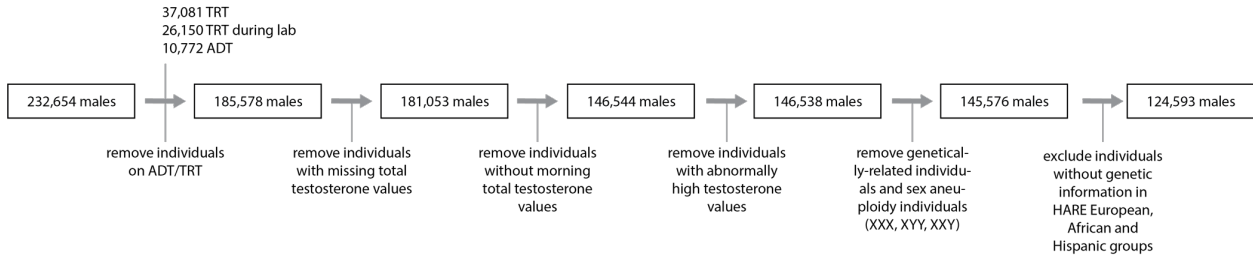 37,081 TRT
26,150 TRT during lab
10,772 ADT
232,654 males
185,578 males
181,053 males
146,544 males
146,538 males
145,576 males
124,593 males
remove individuals
on ADT/TRT
remove individuals
with missing total
testosterone values
remove individuals
without morning
total testosterone
values
remove individuals
with abnormally
high testosterone
values
remove genetical-
ly-related individu-
als and sex aneu-
ploidy individuals
(XXX, XYY, XXY)
exclude individuals
without genetic
information in
HARE European,
African and
Hispanic groups